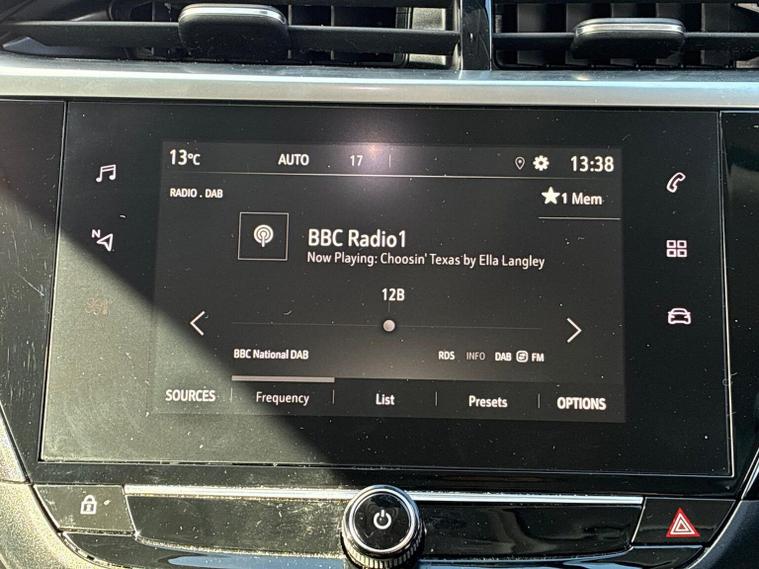 13°C AUTO 17 13:38
RADIO . DAB
1 Mem
BBC Radio1
Now Playing: Choosin' Texas by Ella Langley
N
12B
BBC National DAB RDS INFO DAB FM
SOURCES Frequency List Presets OPTIONS